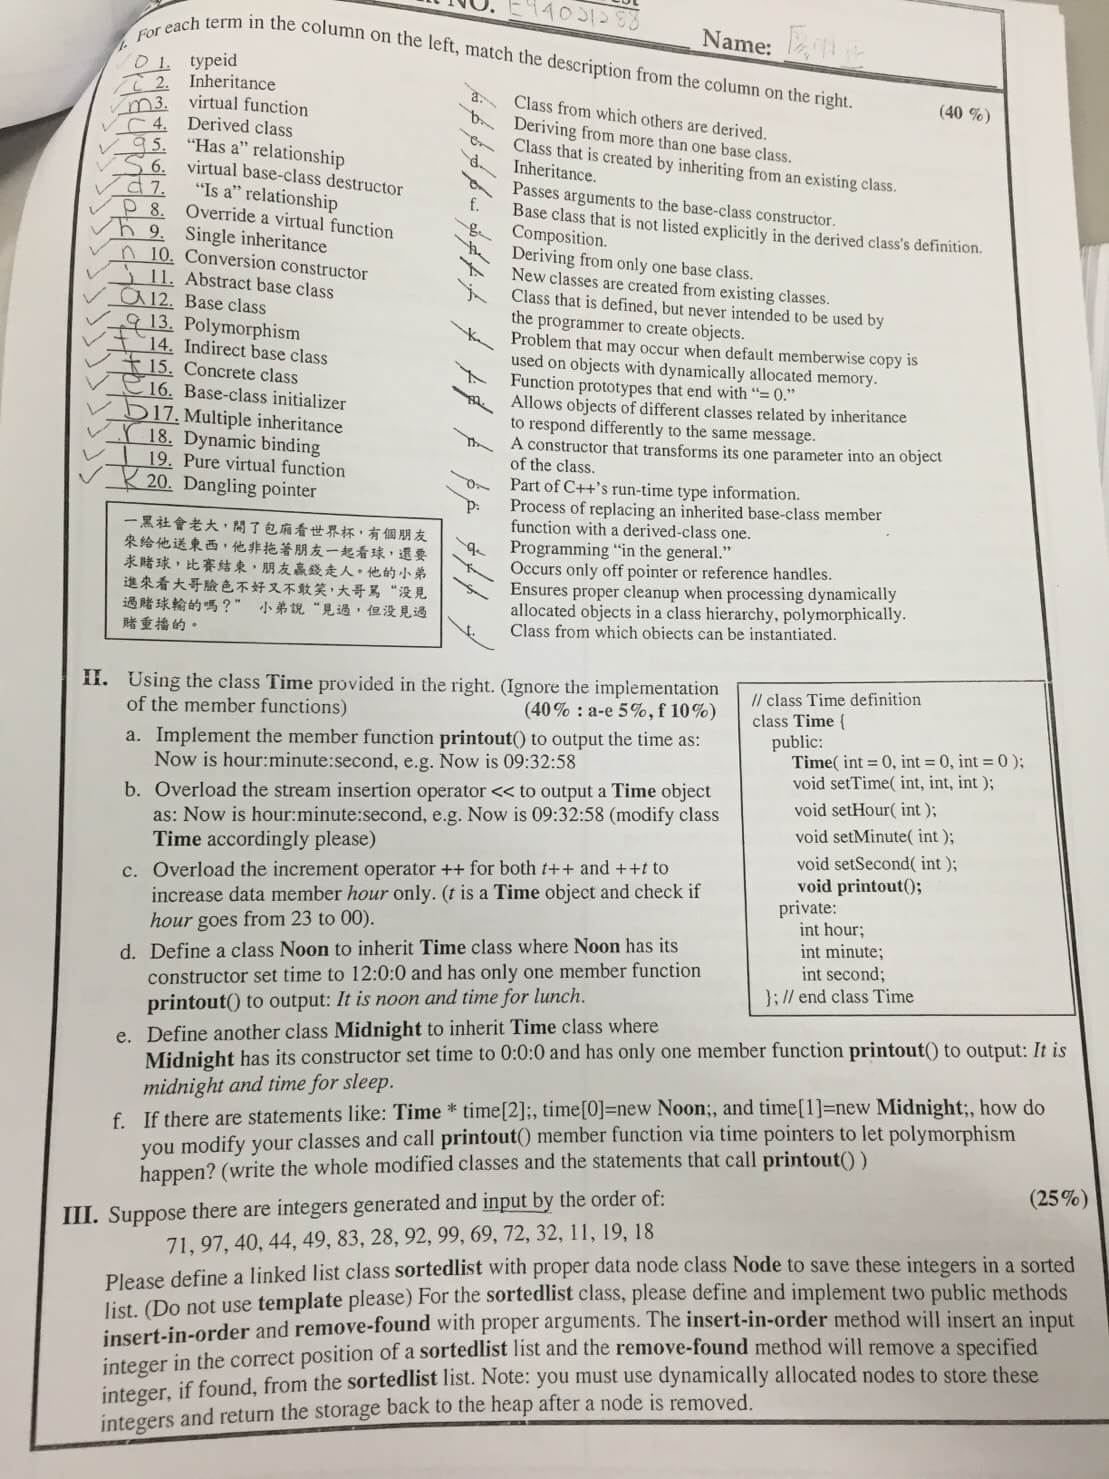 NO. E94031288
Name:
I. For each term in the column on the left, match the description from the column on the right. (40 %)
o 1. typeid
i 2. Inheritance
m 3. virtual function
c 4. Derived class
g 5. “Has a” relationship
s 6. virtual base-class destructor
d 7. “Is a” relationship
p 8. Override a virtual function
h 9. Single inheritance
n 10. Conversion constructor
j 11. Abstract base class
a 12. Base class
q 13. Polymorphism
f 14. Indirect base class
t 15. Concrete class
e 16. Base-class initializer
b 17. Multiple inheritance
r 18. Dynamic binding
l 19. Pure virtual function
k 20. Dangling pointer
a. Class from which others are derived.
b. Deriving from more than one base class.
c. Class that is created by inheriting from an existing class.
d. Inheritance.
e. Passes arguments to the base-class constructor.
f. Base class that is not listed explicitly in the derived class's definition.
g. Composition.
h. Deriving from only one base class.
i. New classes are created from existing classes.
j. Class that is defined, but never intended to be used by
the programmer to create objects.
k. Problem that may occur when default memberwise copy is
used on objects with dynamically allocated memory.
l. Function prototypes that end with “= 0.”
m. Allows objects of different classes related by inheritance
to respond differently to the same message.
n. A constructor that transforms its one parameter into an object
of the class.
o. Part of C++’s run-time type information.
p. Process of replacing an inherited base-class member
function with a derived-class one.
q. Programming “in the general.”
r. Occurs only off pointer or reference handles.
s. Ensures proper cleanup when processing dynamically
allocated objects in a class hierarchy, polymorphically.
t. Class from which objects can be instantiated.
一黑社會老大，開了包廂看世界杯，有個朋友
來給他送東西，他非拖著朋友一起看球，還要
求賭球，比賽結束，朋友贏錢走人。他的小弟
進來看大哥臉色不好又不敢笑，大哥罵“沒見
過賭球輸的嗎？” 小弟說“見過，但沒見過
賭重播的。
II. Using the class Time provided in the right. (Ignore the implementation
of the member functions) (40% : a-e 5%, f 10%)
a. Implement the member function printout() to output the time as:
Now is hour:minute:second, e.g. Now is 09:32:58
b. Overload the stream insertion operator << to output a Time object
as: Now is hour:minute:second, e.g. Now is 09:32:58 (modify class
Time accordingly please)
c. Overload the increment operator ++ for both t++ and ++t to
increase data member hour only. (t is a Time object and check if
hour goes from 23 to 00).
d. Define a class Noon to inherit Time class where Noon has its
constructor set time to 12:0:0 and has only one member function
printout() to output: It is noon and time for lunch.
e. Define another class Midnight to inherit Time class where
Midnight has its constructor set time to 0:0:0 and has only one member function printout() to output: It is
midnight and time for sleep.
f. If there are statements like: Time * time[2];, time[0]=new Noon;, and time[1]=new Midnight;, how do
you modify your classes and call printout() member function via time pointers to let polymorphism
happen? (write the whole modified classes and the statements that call printout() )
// class Time definition
class Time {
public:
Time( int = 0, int = 0, int = 0 );
void setTime( int, int, int );
void setHour( int );
void setMinute( int );
void setSecond( int );
void printout();
private:
int hour;
int minute;
int second;
}; // end class Time
III. Suppose there are integers generated and input by the order of: (25%)
71, 97, 40, 44, 49, 83, 28, 92, 99, 69, 72, 32, 11, 19, 18
Please define a linked list class sortedlist with proper data node class Node to save these integers in a sorted
list. (Do not use template please) For the sortedlist class, please define and implement two public methods
insert-in-order and remove-found with proper arguments. The insert-in-order method will insert an input
integer in the correct position of a sortedlist list and the remove-found method will remove a specified
integer, if found, from the sortedlist list. Note: you must use dynamically allocated nodes to store these
integers and return the storage back to the heap after a node is removed.